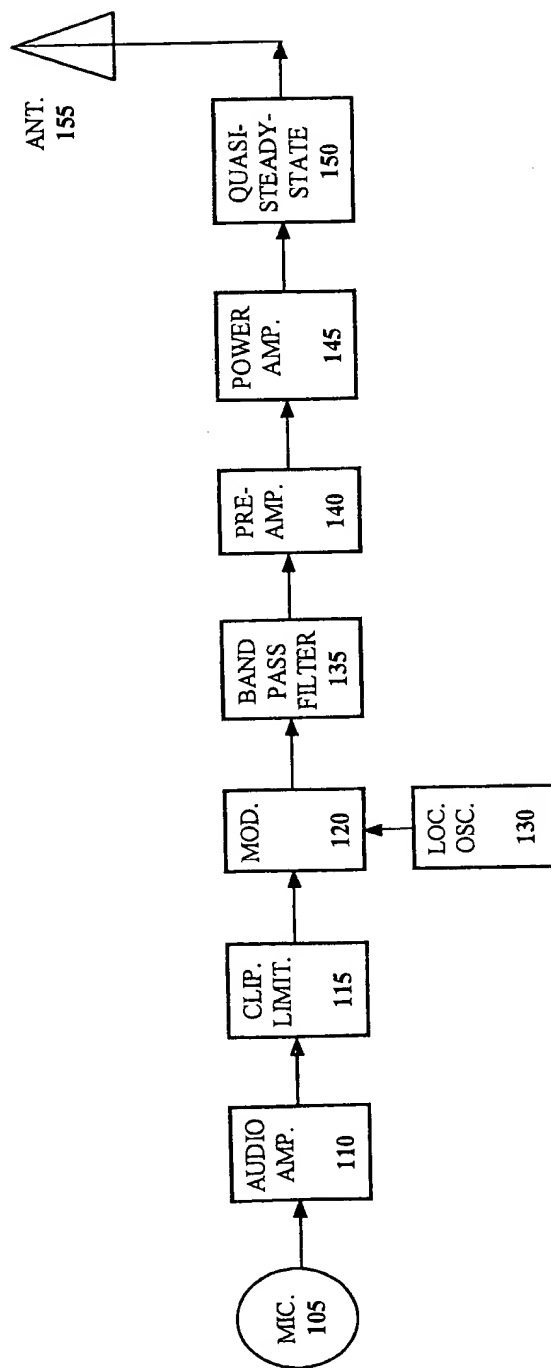 MIC.
105
AUDIO
AMP.
110
CLIP.
LIMIT.
115
MOD.
120
LOC.
OSC.
130
BAND
PASS
FILTER
135
PRE-
AMP.
140
POWER
AMP.
145
QUASI-
STEADY-
STATE
150
ANT.
155